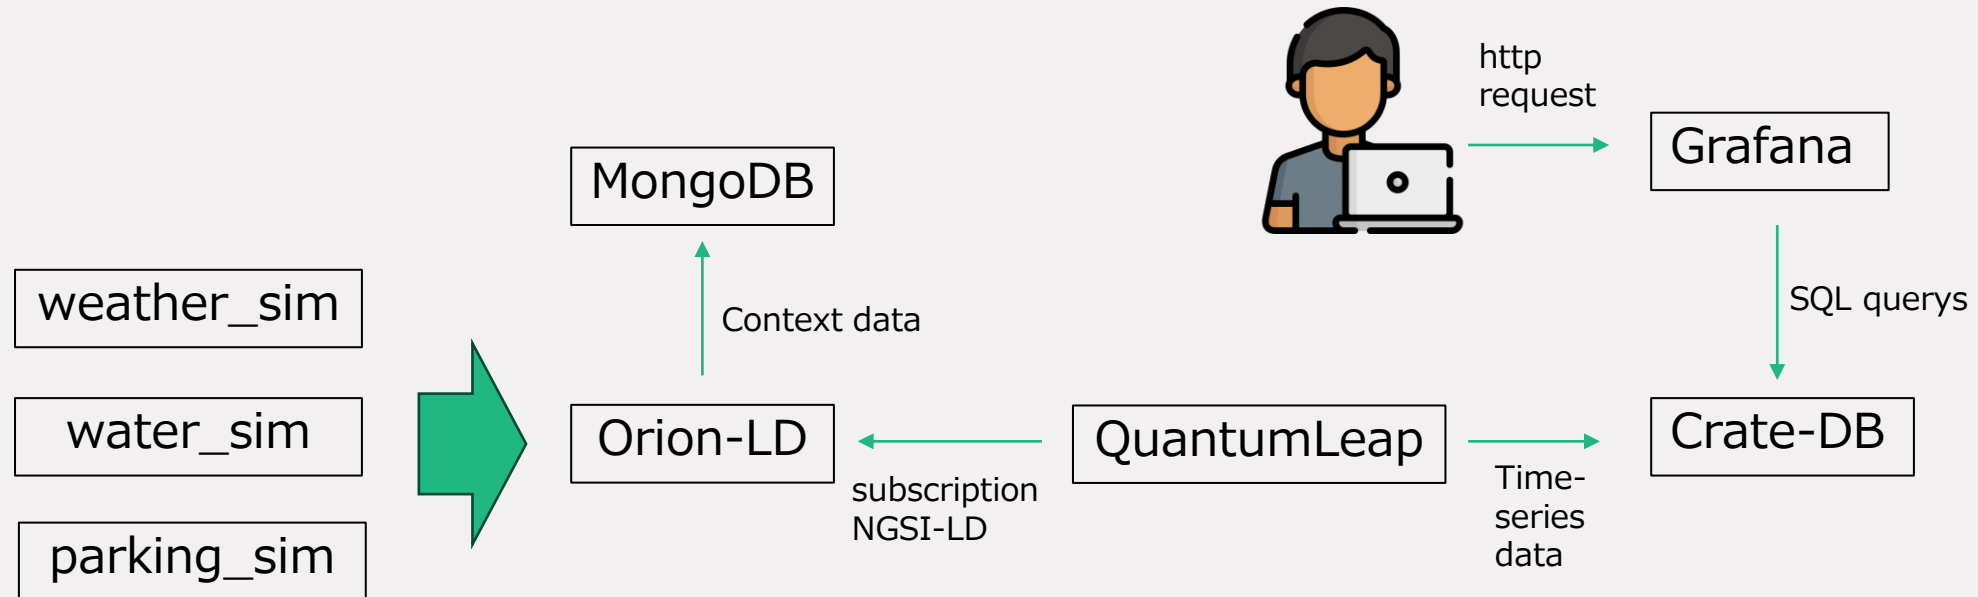 http
request
Grafana
MongoDB
weather_sim
Context data
SQL querys
water_sim
Orion-LD
QuantumLeap
Crate-DB
subscription
NGSI-LD
Time-
series
data
parking_sim